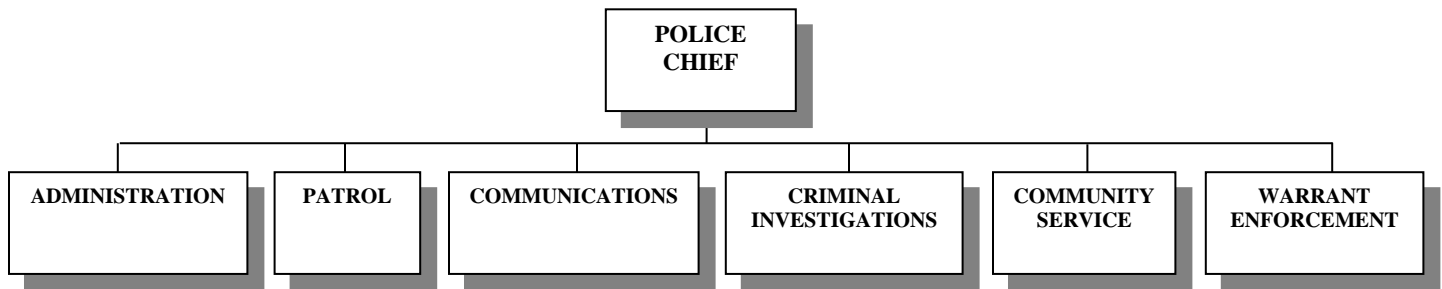 POLICE
CHIEF
ADMINISTRATION
PATROL
COMMUNICATIONS
CRIMINAL
INVESTIGATIONS
COMMUNITY
SERVICE
WARRANT
ENFORCEMENT